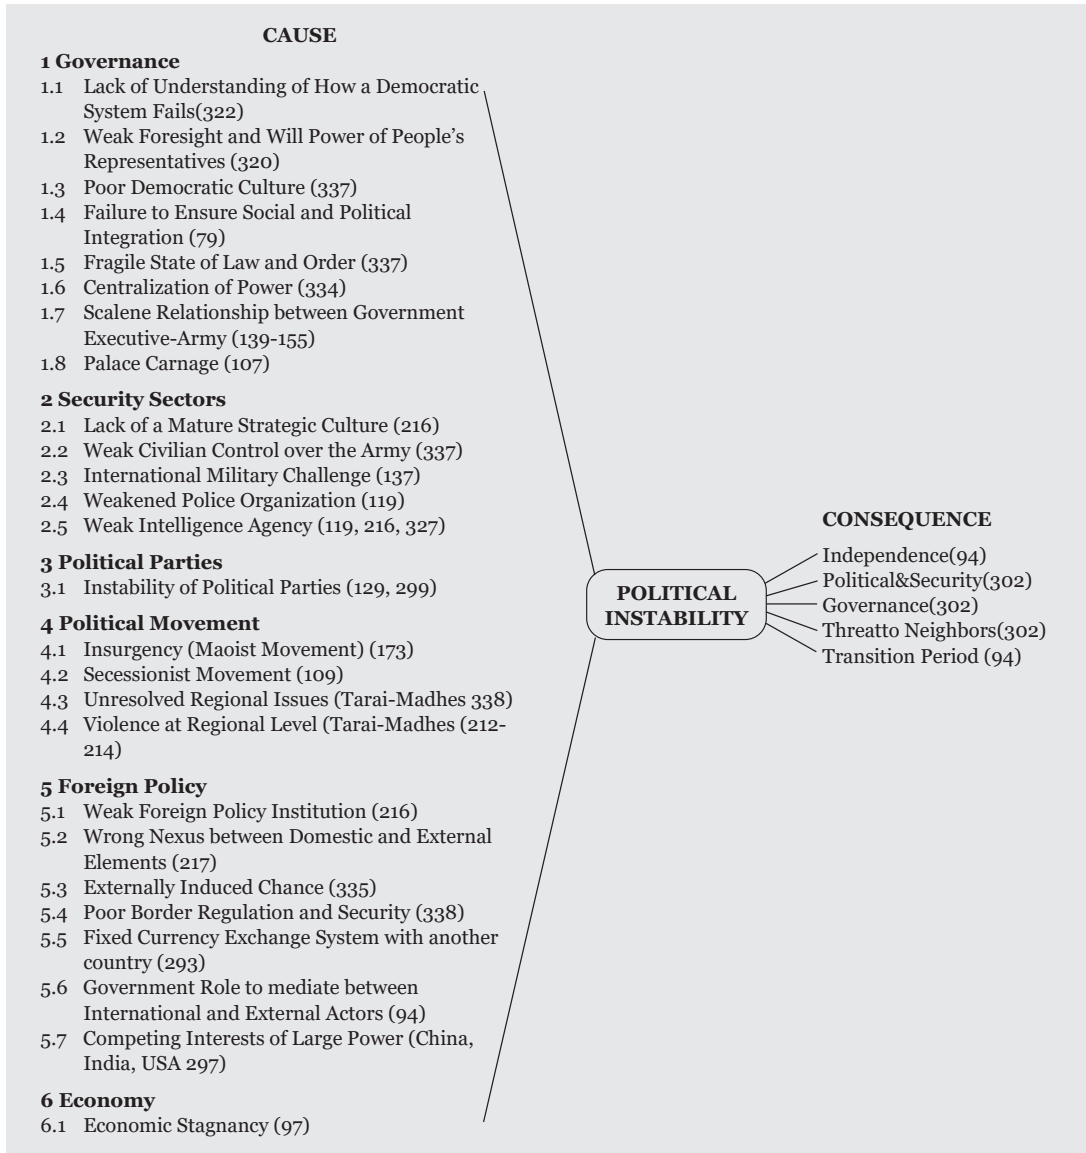 CAUSE
1 Governance
1.1 Lack of Understanding of How a Democratic
System Fails(322)
1.2 Weak Foresight and Will Power of People's
Representatives (320)
1.3 Poor Democratic Culture (337)
1.4 Failure to Ensure Social and Political
Integration (79)
1.5 Fragile State of Law and Order (337)
1.6 Centralization of Power (334)
1.7 Scalene Relationship between Government
Executive-Army (139-155)
1.8 Palace Carnage (107)
2 Security Sectors
2.1 Lack of a Mature Strategic Culture (216)
2.2 Weak Civilian Control over the Army (337)
2.3 International Military Challenge (137)
2.4 Weakened Police Organization (119)
2.5 Weak Intelligence Agency (119, 216, 327)
3 Political Parties
3.1 Instability of Political Parties (129, 299)
4 Political Movement
4.1 Insurgency (Maoist Movement) (173)
4.2 Secessionist Movement (109)
4.3 Unresolved Regional Issues (Tarai-Madhes 338)
4.4 Violence at Regional Level (Tarai-Madhes (212-
214)
5 Foreign Policy
5.1 Weak Foreign Policy Institution (216)
5.2 Wrong Nexus between Domestic and External
Elements (217)
5.3 Externally Induced Chance (335)
5.4 Poor Border Regulation and Security (338)
5.5 Fixed Currency Exchange System with another
country (293)
5.6 Government Role to mediate between
International and External Actors (94)
5.7 Competing Interests of Large Power (China,
India, USA 297)
6 Economy
6.1 Economic Stagnancy (97)
POLITICAL
INSTABILITY
CONSEQUENCE
Independence(94)
Political&Security(302)
Governance(302)
Threatto Neighbors(302)
Transition Period (94)